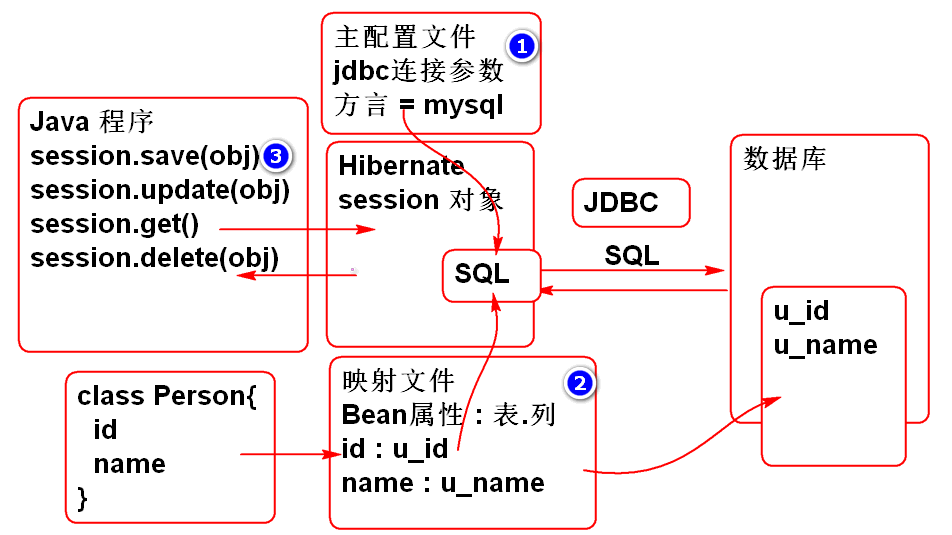 主配置文件 1
jdbc连接参数
方言 = mysql
Java 程序
session.save(obj) 3
session.update(obj)
session.get()
session.delete(obj)
Hibernate
session 对象
SQL
JDBC
SQL
数据库
u_id
u_name
class Person{
id
name
}
映射文件 2
Bean属性：表.列
id : u_id
name : u_name